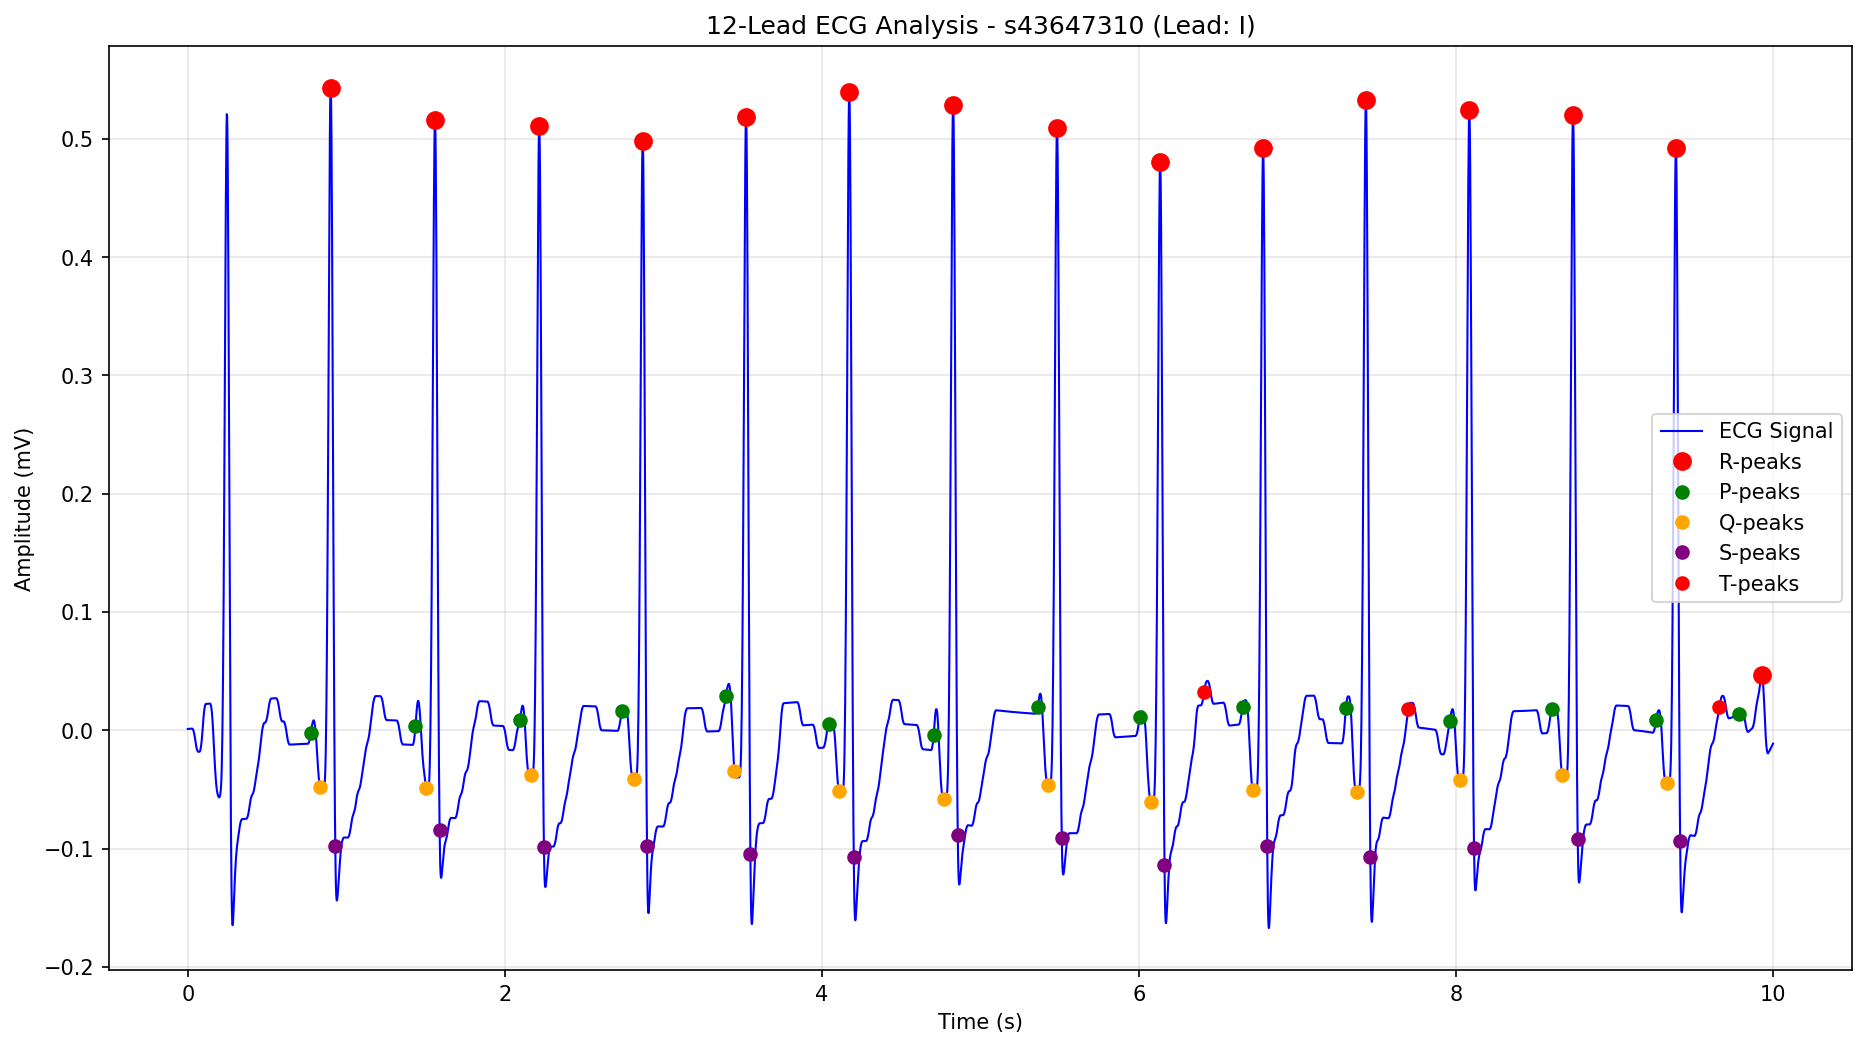 12-Lead ECG Analysis - s43647310 (Lead: I)
Amplitude (mV)
0.5
0.4
0.3
0.2
0.1
0.0
−0.1
−0.2
ECG Signal
R-peaks
P-peaks
Q-peaks
S-peaks
T-peaks
0 2 4 6 8 10
Time (s)